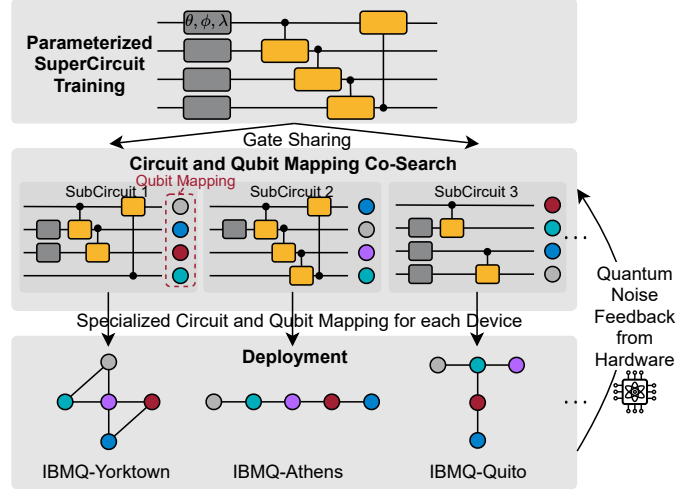 Parameterized
SuperCircuit
Training
θ, ϕ, λ
Gate Sharing
Circuit and Qubit Mapping Co-Search
SubCircuit 1
Qubit Mapping
SubCircuit 2
SubCircuit 3
...
Quantum
Noise
Feedback
from
Hardware
Specialized Circuit and Qubit Mapping for each Device
Deployment
...
IBMQ-Yorktown
IBMQ-Athens
IBMQ-Quito